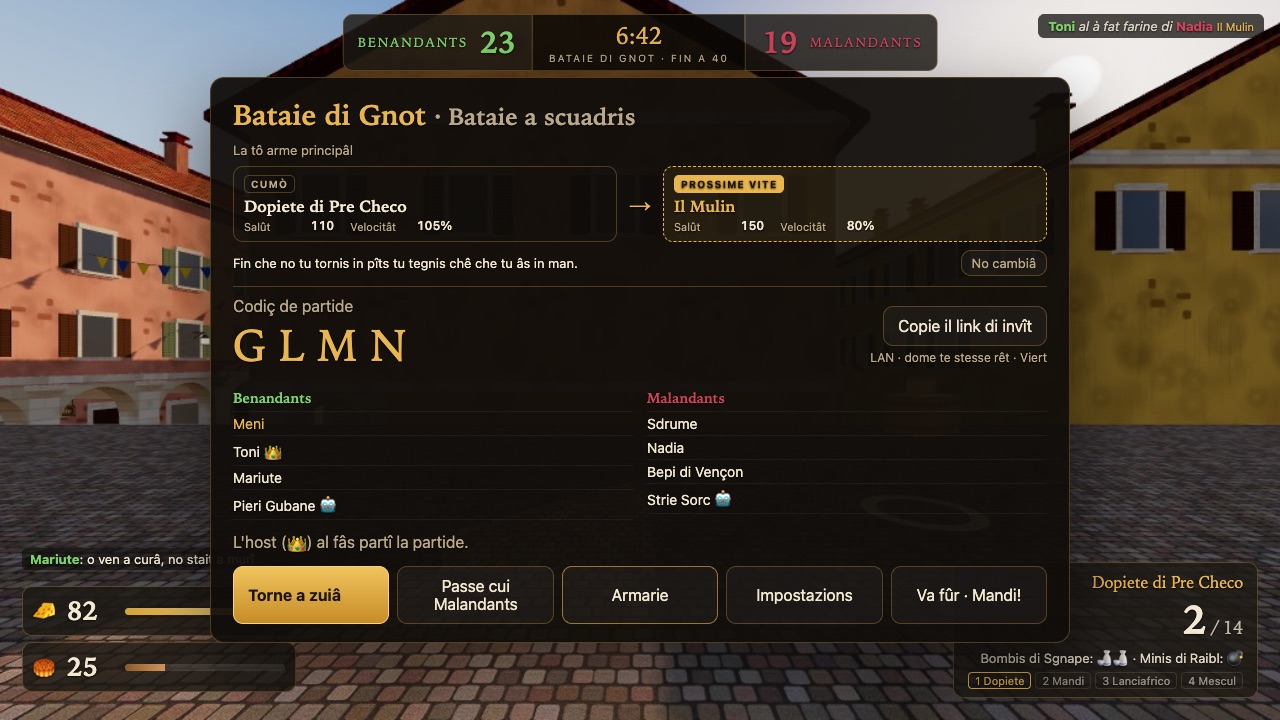 BENANDANTS 23
6:42
BATAIE DI GNOT · FIN A 40
19 MALANDANTS
Toni al à fat farine di Nadia Il Mulin
Bataie di Gnot · Bataie a scuadris
La tô arme principâl
CUMÒ
Dopiete di Pre Checo
Salût 110 Velocitât 105%
→
PROSSIME VITE
Il Mulin
Salût 150 Velocitât 80%
Fin che no tu tornis in pîts tu tegnis chê che tu âs in man.
No cambiâ
Codiç de partide
GLMN
Copie il link di invît
LAN · dome te stesse rêt · Viert
Benandants
Meni
Toni
Mariute
Pieri Gubane
Malandants
Sdrume
Nadia
Bepi di Vençon
Strie Sorc
L'host (👑) al fâs partî la partide.
Torne a zuiâ
Passe cui Malandants
Armarie
Impostazions
Va fûr · Mandi!
Mariute: o ven a curâ, no stait a murî
82
25
Dopiete di Pre Checo
2 / 14
Bombis di Sgnape: · Minis di Raibl:
1 Dopiete 2 Mandi 3 Lanciafrico 4 Mescul